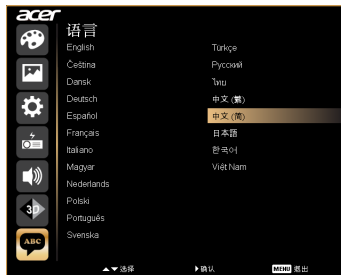 acer
语言
English
Čeština
Dansk
Deutsch
Español
Français
Italiano
Magyar
Nederlands
Polski
Português
Svenska
Türkçe
Русский
ไทย
中文 (繁)
中文 (简)
日本語
한국어
Việt Nam
3D
ABC
▲▼选择
▶确认
MENU 退出